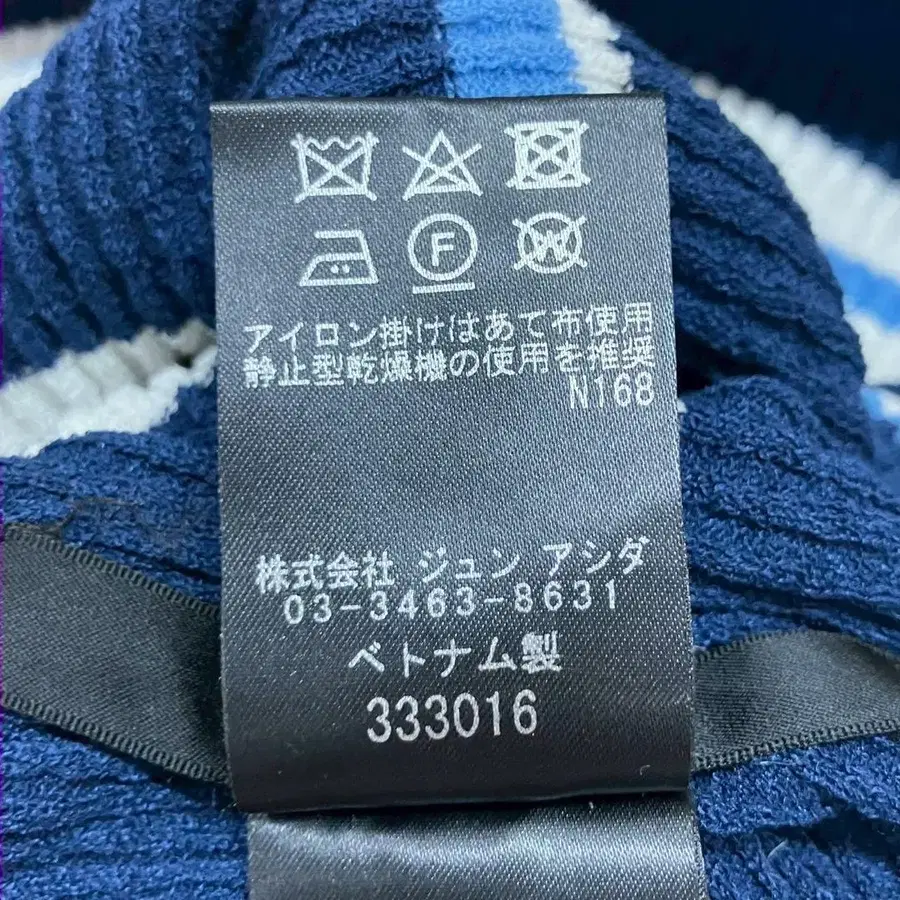 F W
アイロン掛けはあて布使用
静止型乾燥機の使用を推奨
N168
株式会社 ジュン アシダ
03-3463-8631
ベトナム製
333016